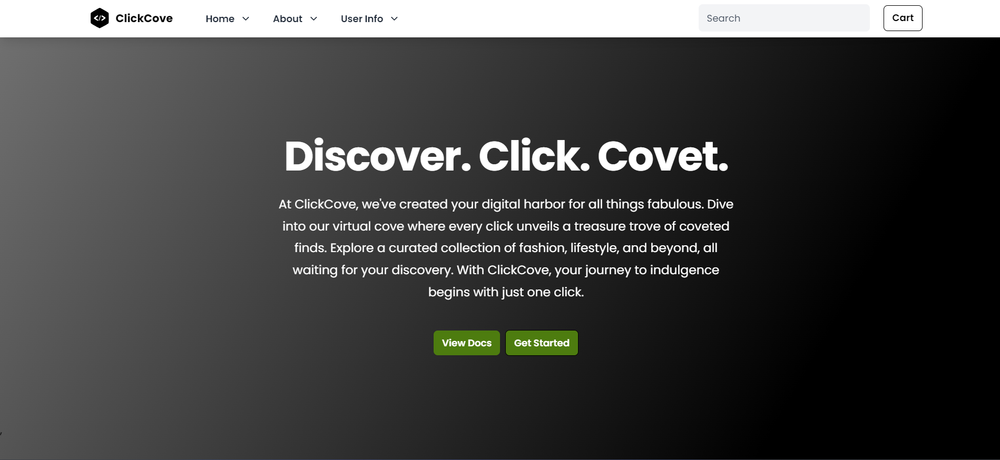 </> ClickCove Home About User Info Search Cart
Discover. Click. Covet.
At ClickCove, we've created your digital harbor for all things fabulous. Dive
into our virtual cove where every click unveils a treasure trove of coveted
finds. Explore a curated collection of fashion, lifestyle, and beyond, all
waiting for your discovery. With ClickCove, your journey to indulgence
begins with just one click.
View Docs Get Started
,